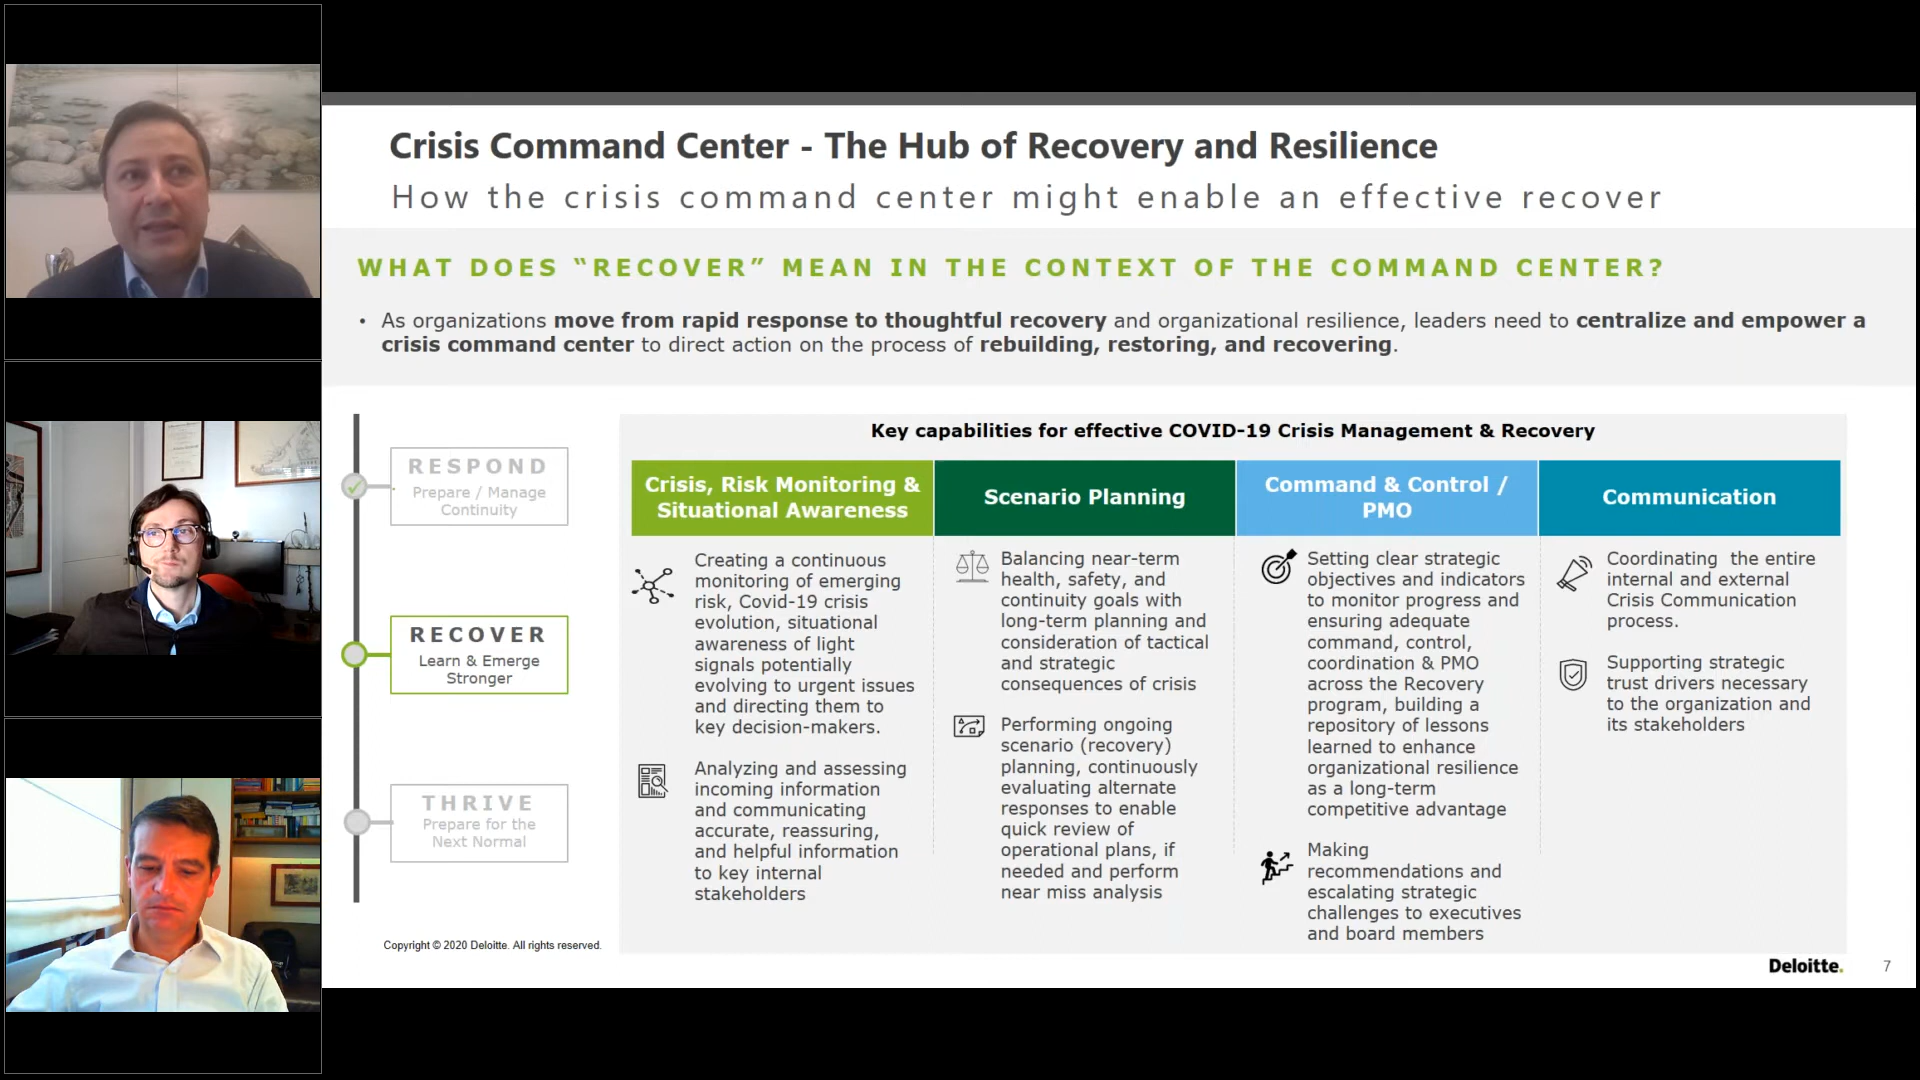 Crisis Command Center - The Hub of Recovery and Resilience
How the crisis command center might enable an effective recover
WHAT DOES “RECOVER” MEAN IN THE CONTEXT OF THE COMMAND CENTER?
• As organizations move from rapid response to thoughtful recovery and organizational resilience, leaders need to centralize and empower a
crisis command center to direct action on the process of rebuilding, restoring, and recovering.
RESPOND
Prepare / Manage
Continuity
RECOVER
Learn & Emerge
Stronger
THRIVE
Prepare for the
Next Normal
Key capabilities for effective COVID-19 Crisis Management & Recovery
Crisis, Risk Monitoring &
Situational Awareness
Creating a continuous
monitoring of emerging
risk, Covid-19 crisis
evolution, situational
awareness of light
signals potentially
evolving to urgent issues
and directing them to
key decision-makers.
Analyzing and assessing
incoming information
and communicating
accurate, reassuring,
and helpful information
to key internal
stakeholders
Scenario Planning
Balancing near-term
health, safety, and
continuity goals with
long-term planning and
consideration of tactical
and strategic
consequences of crisis
Performing ongoing
scenario (recovery)
planning, continuously
evaluating alternate
responses to enable
quick review of
operational plans, if
needed and perform
near miss analysis
Command & Control /
PMO
Setting clear strategic
objectives and indicators
to monitor progress and
ensuring adequate
command, control,
coordination & PMO
across the Recovery
program, building a
repository of lessons
learned to enhance
organizational resilience
as a long-term
competitive advantage
Making
recommendations and
escalating strategic
challenges to executives
and board members
Communication
Coordinating the entire
internal and external
Crisis Communication
process.
Supporting strategic
trust drivers necessary
to the organization and
its stakeholders
Copyright © 2020 Deloitte. All rights reserved.
Deloitte.
7